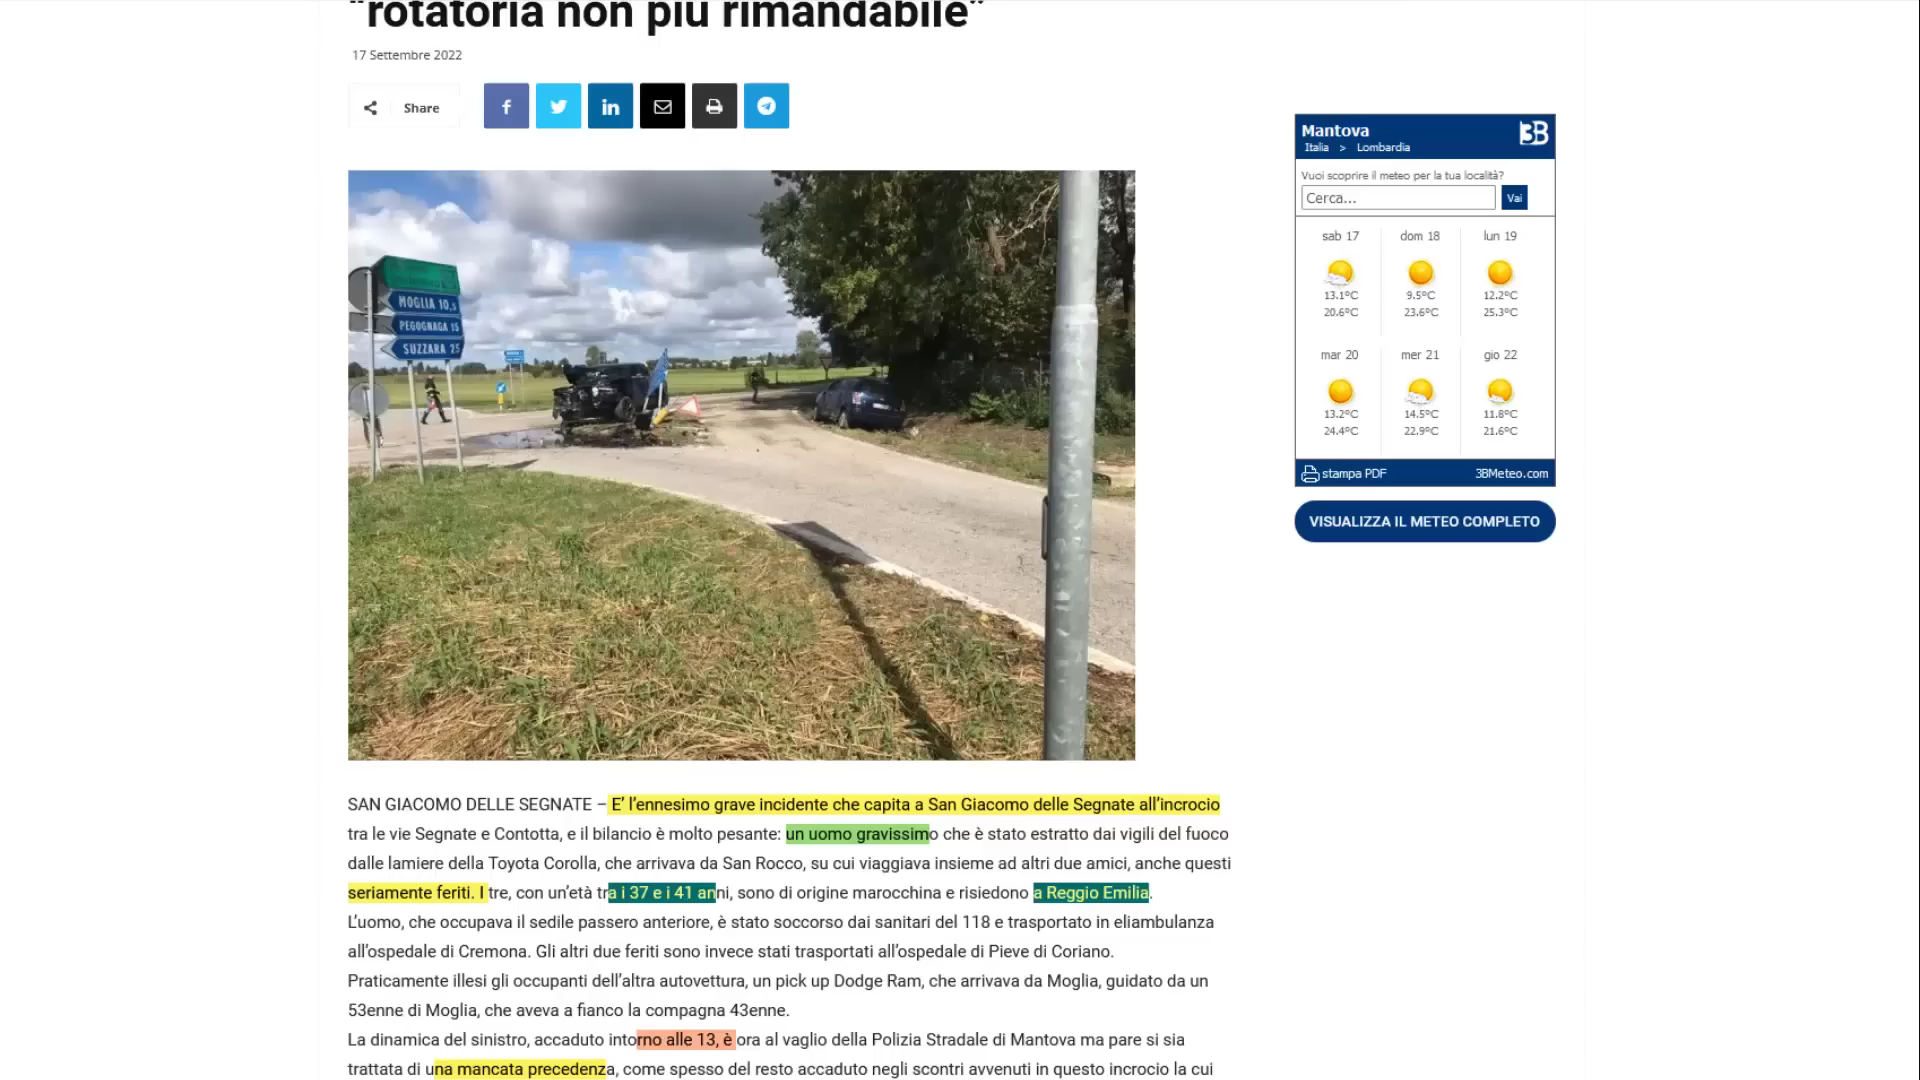 “rotatoria non più rimandabile”
17 Settembre 2022
Share
Mantova
Italia > Lombardia
3B
Vuoi scoprire il meteo per la tua località?
Cerca...
Vai
sab 17 dom 18 lun 19
13.1°C 9.5°C 12.2°C
20.6°C 23.6°C 25.3°C
mar 20 mer 21 gio 22
13.2°C 14.5°C 11.8°C
24.4°C 22.9°C 21.6°C
stampa PDF 3BMeteo.com
VISUALIZZA IL METEO COMPLETO
MOGLIA 10,5
PEGOGNAGA 15
SUZZARA 25
SAN GIACOMO DELLE SEGNATE – E’ l’ennesimo grave incidente che capita a San Giacomo delle Segnate all’incrocio
tra le vie Segnate e Contotta, e il bilancio è molto pesante: un uomo gravissimo che è stato estratto dai vigili del fuoco
dalle lamiere della Toyota Corolla, che arrivava da San Rocco, su cui viaggiava insieme ad altri due amici, anche questi
seriamente feriti. I tre, con un’età tra i 37 e i 41 anni, sono di origine marocchina e risiedono a Reggio Emilia.
L’uomo, che occupava il sedile passero anteriore, è stato soccorso dai sanitari del 118 e trasportato in eliambulanza
all’ospedale di Cremona. Gli altri due feriti sono invece stati trasportati all’ospedale di Pieve di Coriano.
Praticamente illesi gli occupanti dell’altra autovettura, un pick up Dodge Ram, che arrivava da Moglia, guidato da un
53enne di Moglia, che aveva a fianco la compagna 43enne.
La dinamica del sinistro, accaduto intorno alle 13, è ora al vaglio della Polizia Stradale di Mantova ma pare si sia
trattata di una mancata precedenza, come spesso del resto accaduto negli scontri avvenuti in questo incrocio la cui